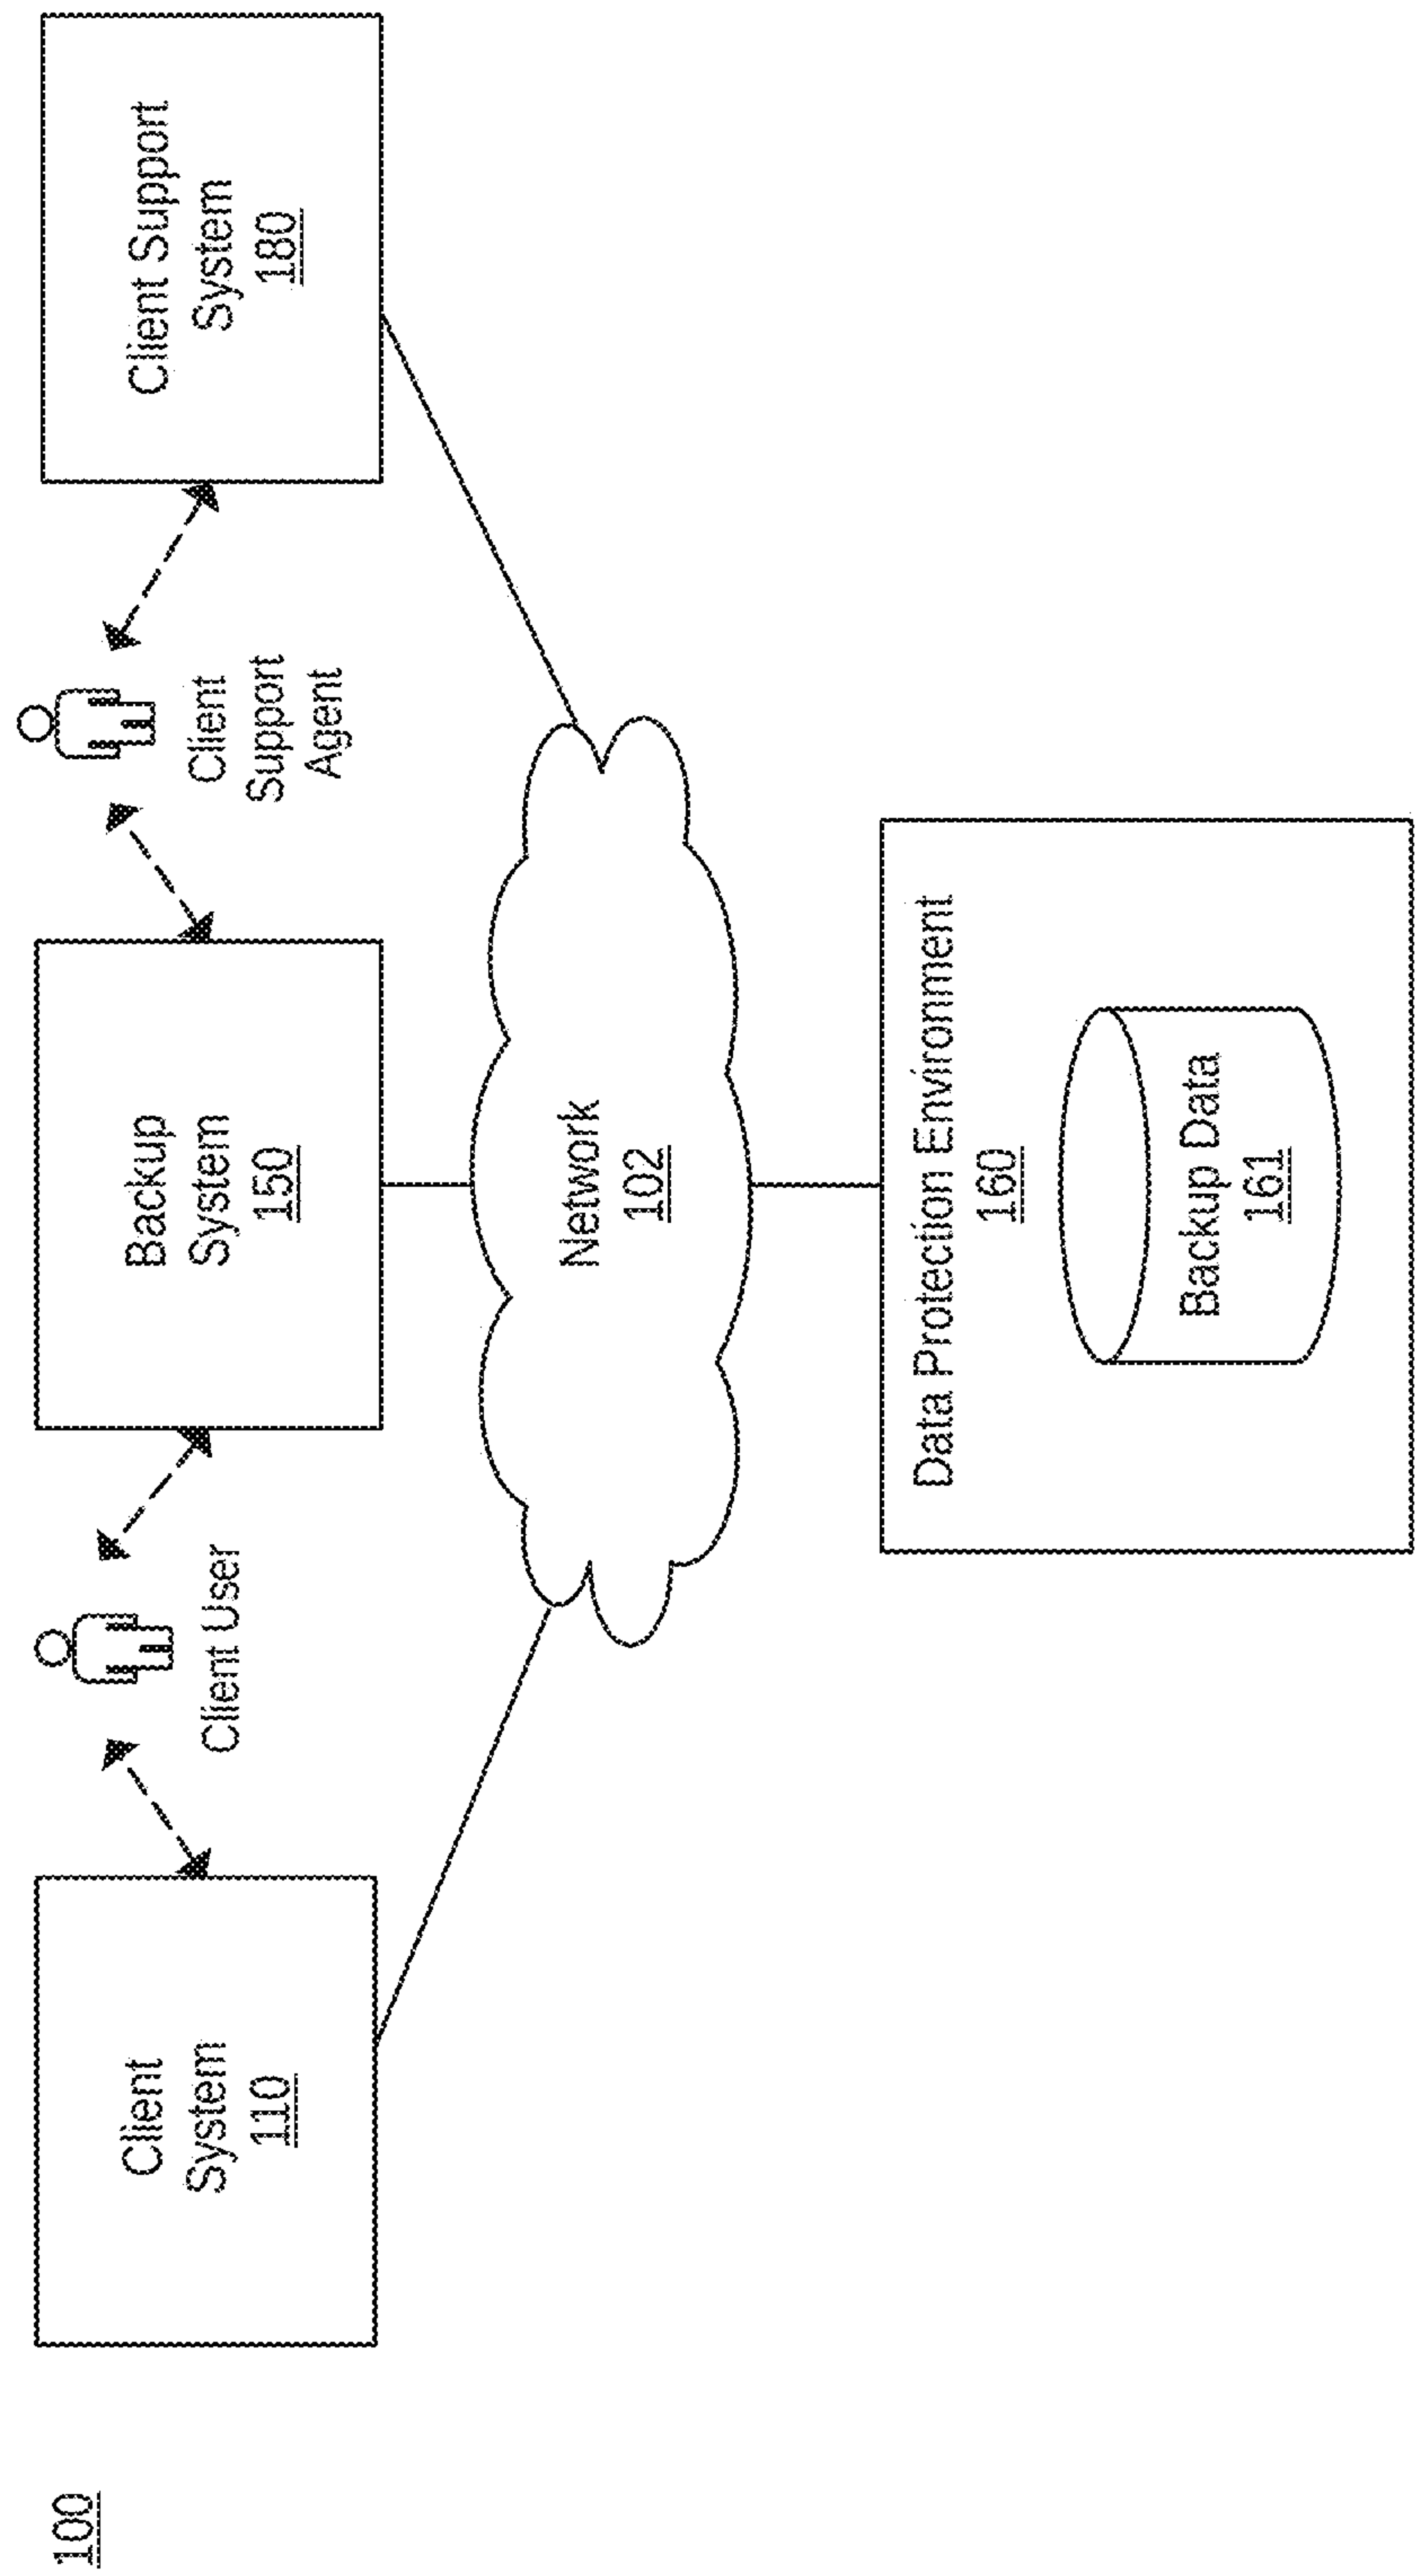 100
Client
System
110
Client User
Backup
System
150
Client
Support
Agent
Client Support
System
180
Network
102
Data Protection Environment
160
Backup Data
161